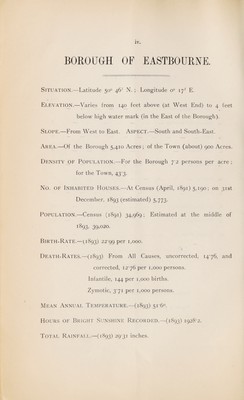 iv.
BOROUGH OF EASTBOURNE.
SITUATION.—Latitude 50° 46' N. ; Longitude 0° 17' E.
ELEVATION.—Varies from 140 feet above (at West End) to 4 feet
below high water mark (in the East of the Borough).
SLOPE.—From West to East. ASPECT.—South and South-East.
AREA.—Of the Borough 5,410 Acres ; of the Town (about) 900 Acres.
DENSITY OF POPULATION.—For the Borough 7·2 persons per acre ;
for the Town, 43·3.
NO. OF INHABITED HOUSES.—At Census (April, 1891) 5,190 ; on 31st
December, 1893 (estimated) 5,775.
POPULATION.—Census (1891) 34,969 ; Estimated at the middle of
1893, 39,020.
BIRTH-RATE.—(1893) 22·99 per 1,000.
DEATH-RATES.—(1893) From All Causes, uncorrected, 14·76, and
corrected, 12·76 per 1,000 persons.
Infantile, 144 per 1,000 births.
Zymotic, 3·71 per 1,000 persons.
MEAN ANNUAL TEMPERATURE.—(1893) 51·6°.
HOURS OF BRIGHT SUNSHINE RECORDED.—(1893) 1928·2.
TOTAL RAINFALL.—(1893) 29·31 inches.